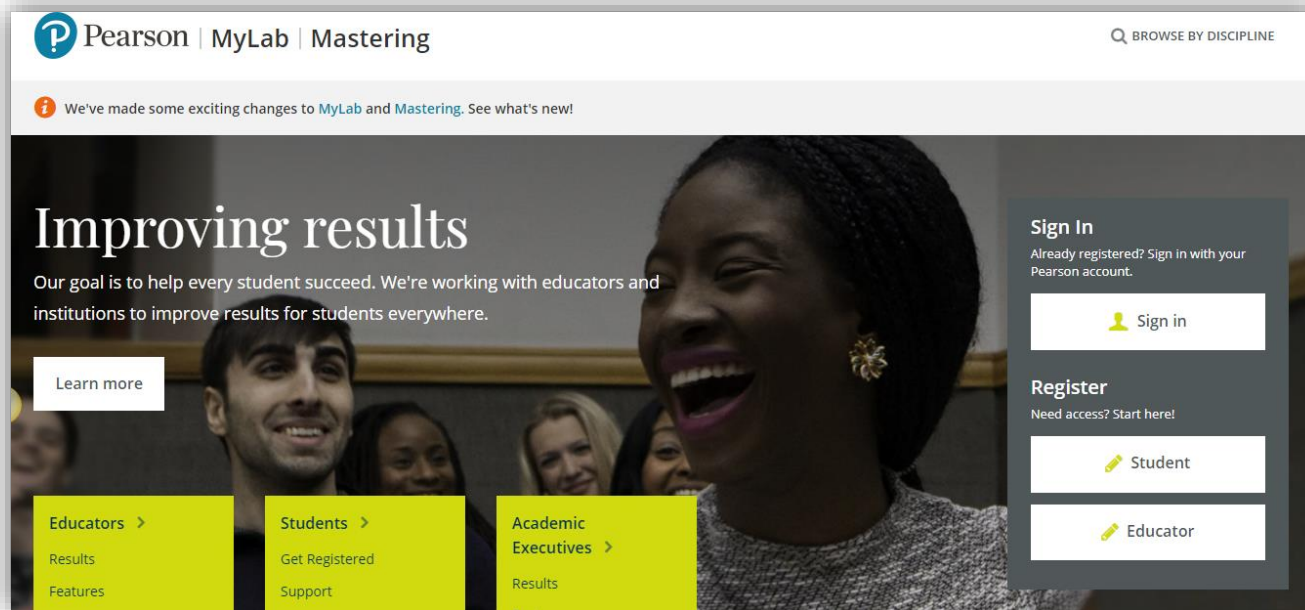 Pearson | MyLab | Mastering
BROWSE BY DISCIPLINE
We've made some exciting changes to MyLab and Mastering. See what's new!
Improving results
Our goal is to help every student succeed. We're working with educators and
institutions to improve results for students everywhere.
Learn more
Sign In
Already registered? Sign in with your
Pearson account.
Sign in
Register
Need access? Start here!
Student
Educator
Educators >
Results
Features
Students >
Get Registered
Support
Academic
Executives >
Results